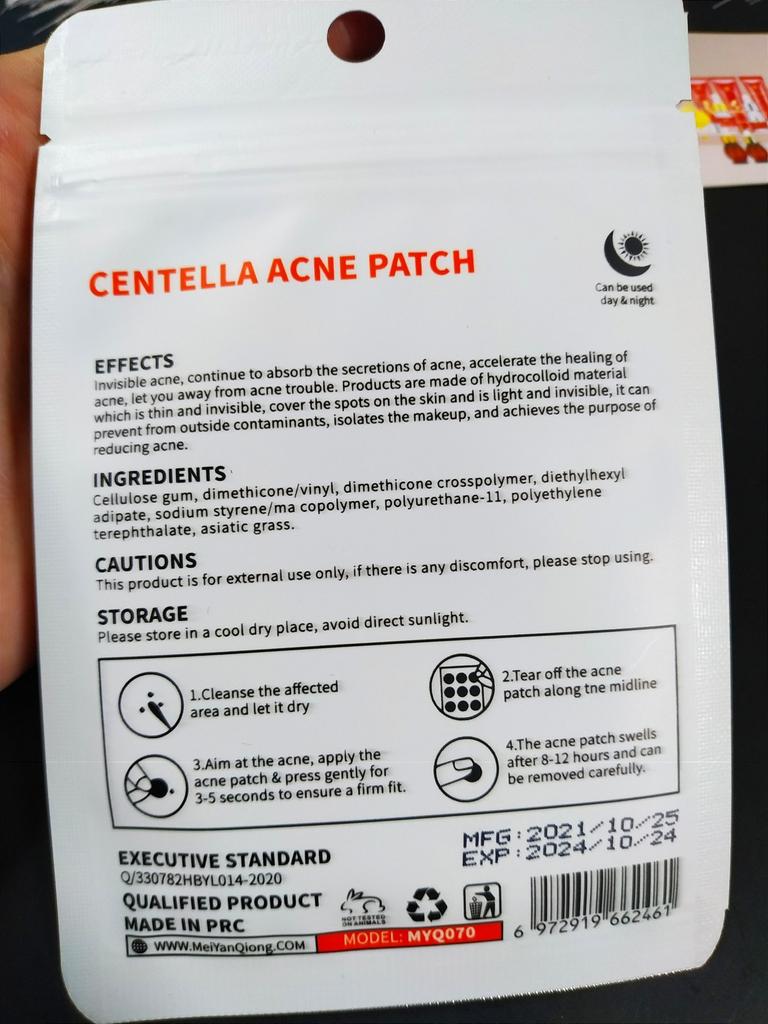 CENTELLA ACNE PATCH
Can be used
day & night
EFFECTS
Invisible acne, continue to absorb the secretions of acne, accelerate the healing of
acne, let you away from acne trouble. Products are made of hydrocolloid material
which is thin and invisible, cover the spots on the skin and is light and invisible, it can
prevent from outside contaminants, isolates the makeup, and achieves the purpose of
reducing acne.
INGREDIENTS
Cellulose gum, dimethicone/vinyl, dimethicone crosspolymer, diethylhexyl
adipate, sodium styrene/ma copolymer, polyurethane-11, polyethylene
terephthalate, asiatic grass.
CAUTIONS
This product is for external use only, if there is any discomfort, please stop using.
STORAGE
Please store in a cool dry place, avoid direct sunlight.
1.Cleanse the affected
area and let it dry
2.Tear off the acne
patch along tne midline
3.Aim at the acne, apply the
acne patch & press gently for
3-5 seconds to ensure a firm fit.
4.The acne patch swells
after 8-12 hours and can
be removed carefully.
MFG:2021/10/25
EXP:2024/10/24
EXECUTIVE STANDARD
Q/330782HBYL014-2020
QUALIFIED PRODUCT
MADE IN PRC
NOT TESTED
ON ANIMALS
WWW.MeiYanQiong.COM
MODEL: MYQ070
6 972919 662461